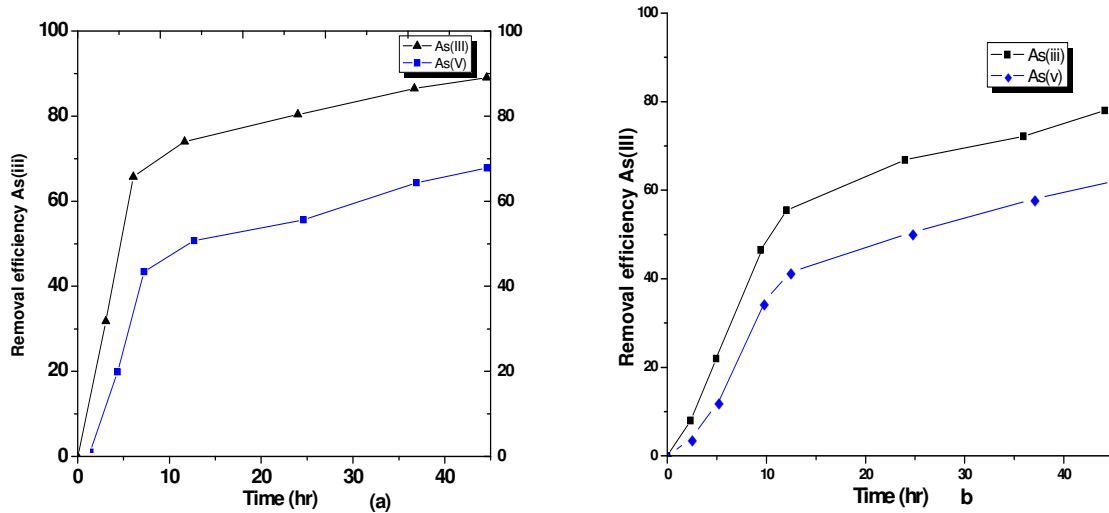 100
80
60
40
20
0
Removal efficiency As(iii)
As(III)
As(V)
100
80
60
40
20
0
0 10 20 30 40
Time (hr) (a)
100
80
60
40
20
0
Removal efficiency As(III)
As(iii)
As(v)
0 10 20 30 40
Time (hr) b